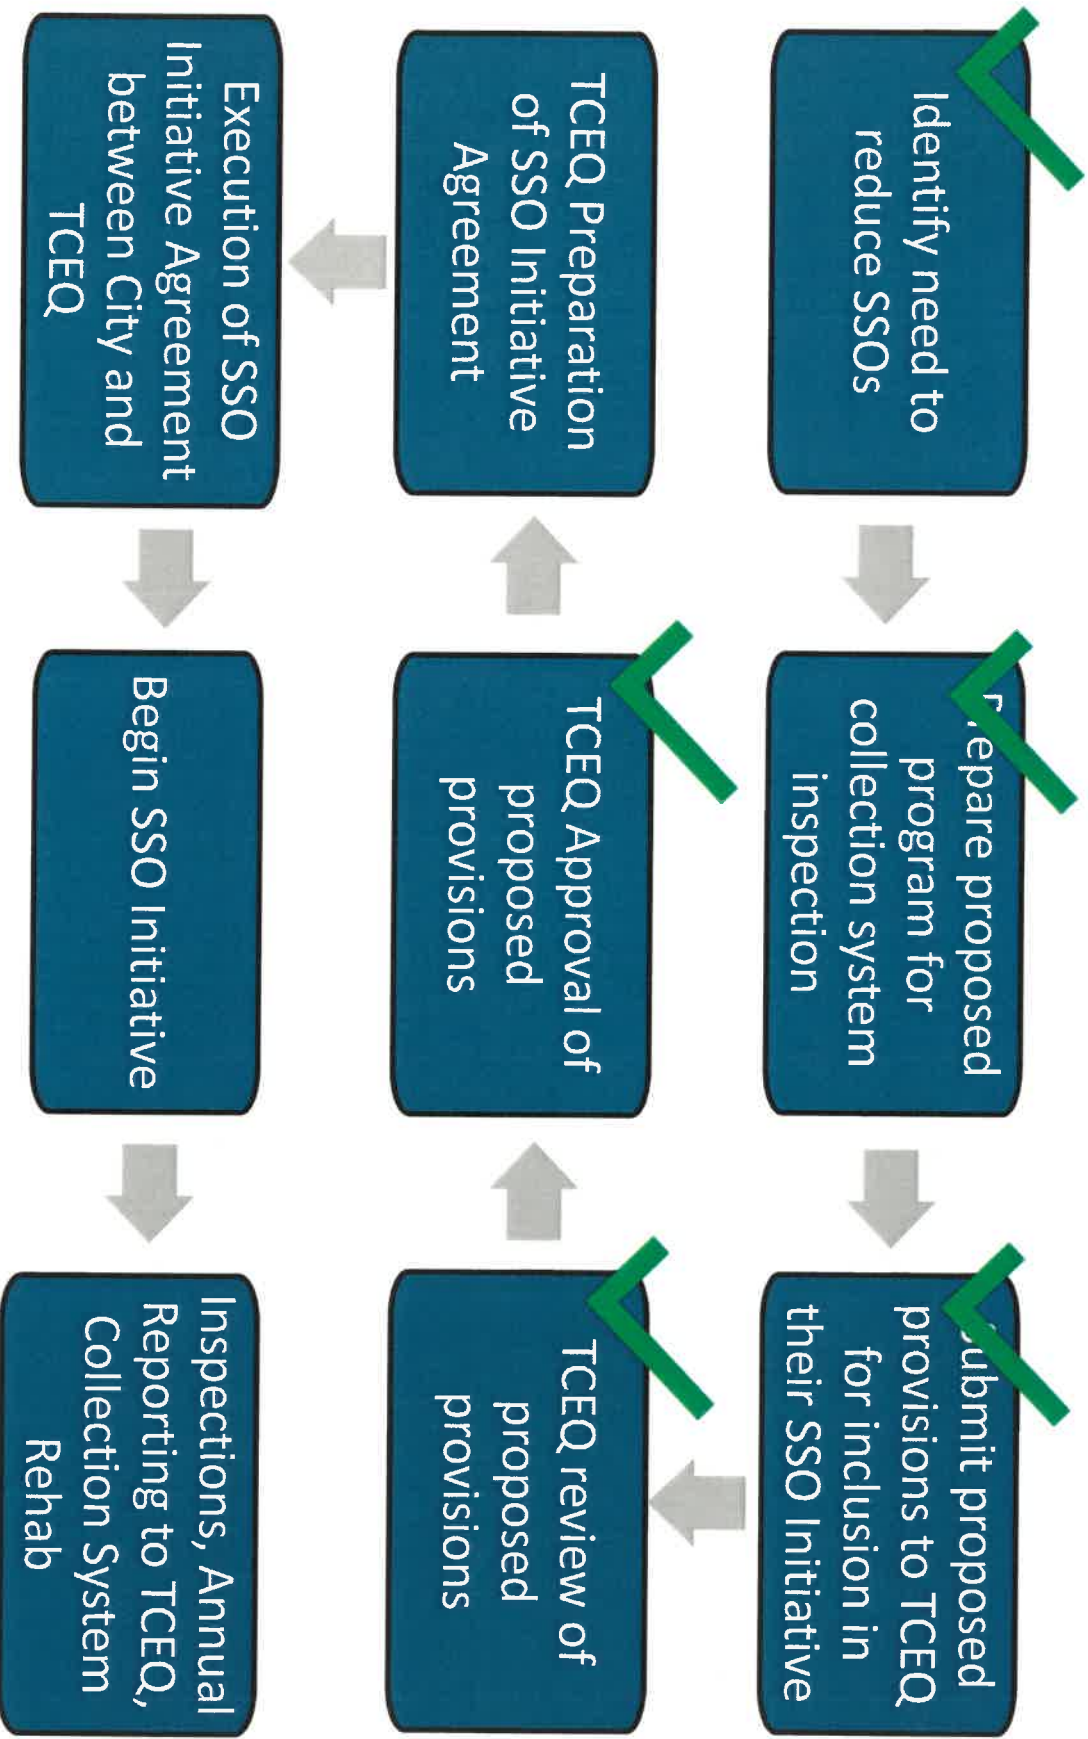 Identify need to
reduce SSOs
Prepare proposed
program for
collection system
inspection
Submit proposed
provisions to TCEQ
for inclusion in
their SSO Initiative
TCEQ Preparation
of SSO Initiative
Agreement
TCEQ Approval of
proposed
provisions
TCEQ review of
proposed
provisions
Execution of SSO
Initiative Agreement
between City and
TCEQ
Begin SSO Initiative
Inspections, Annual
Reporting to TCEQ,
Collection System
Rehab